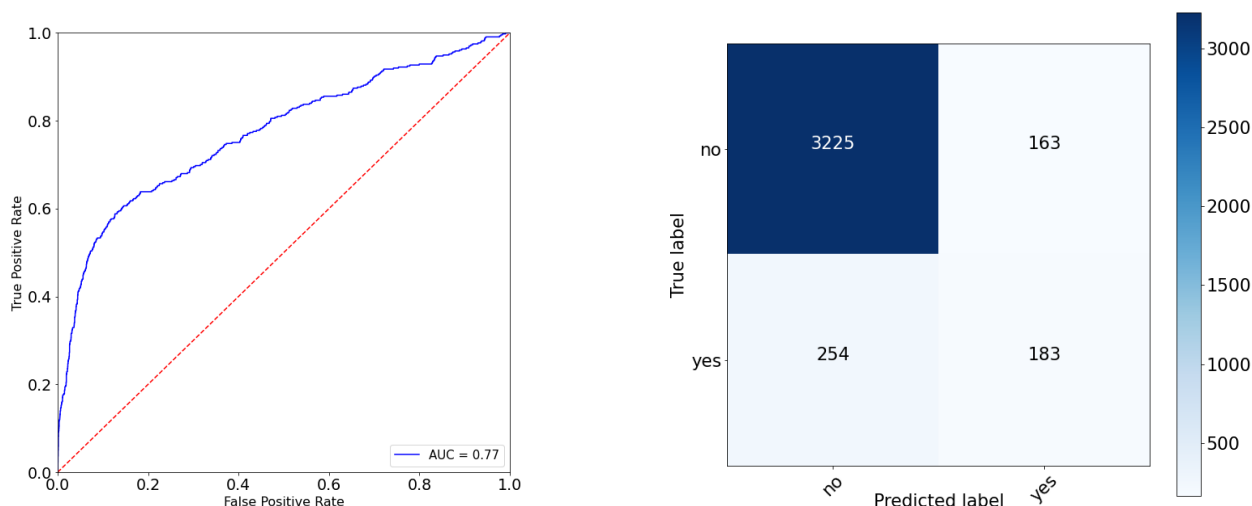 1.0
0.8
0.6
0.4
0.2
0.0
True Positive Rate
AUC = 0.77
0.0 0.2 0.4 0.6 0.8 1.0
False Positive Rate
no
yes
True label
3225 163
254 183
no yes
Predicted label
3000
2500
2000
1500
1000
500